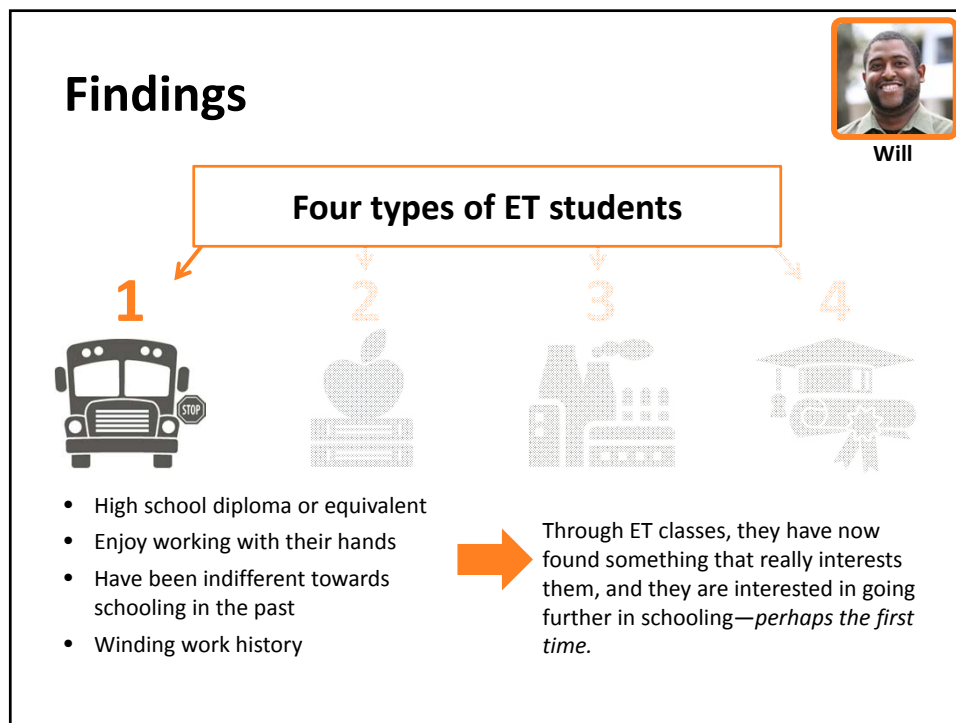 Findings
Will
Four types of ET students
1
2
3
4
STOP
• High school diploma or equivalent
• Enjoy working with their hands
• Have been indifferent towards
schooling in the past
• Winding work history
Through ET classes, they have now
found something that really interests
them, and they are interested in going
further in schooling—perhaps the first
time.